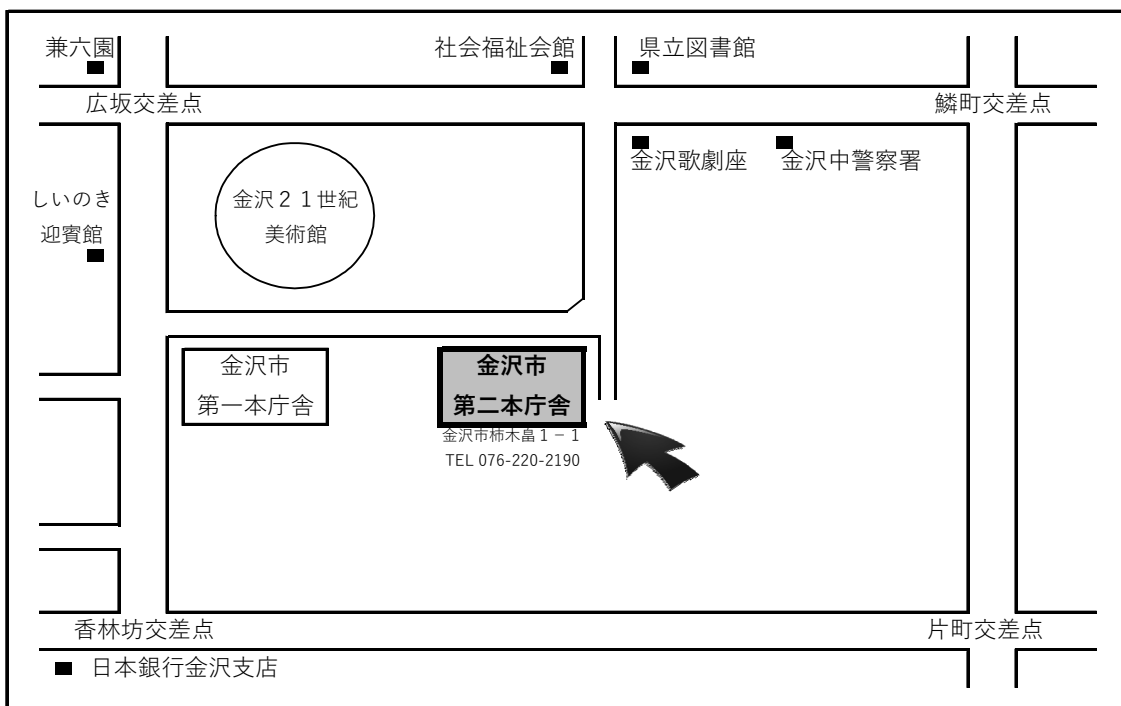 兼六園
社会福祉会館
県立図書館
広坂交差点
鱗町交差点
金沢歌劇座
金沢中警察署
しいのき
迎賓館
金沢２１世紀
美術館
金沢市
第一本庁舎
金沢市
第二本庁舎
金沢市柿木畠１－１
TEL 076-220-2190
香林坊交差点
片町交差点
日本銀行金沢支店